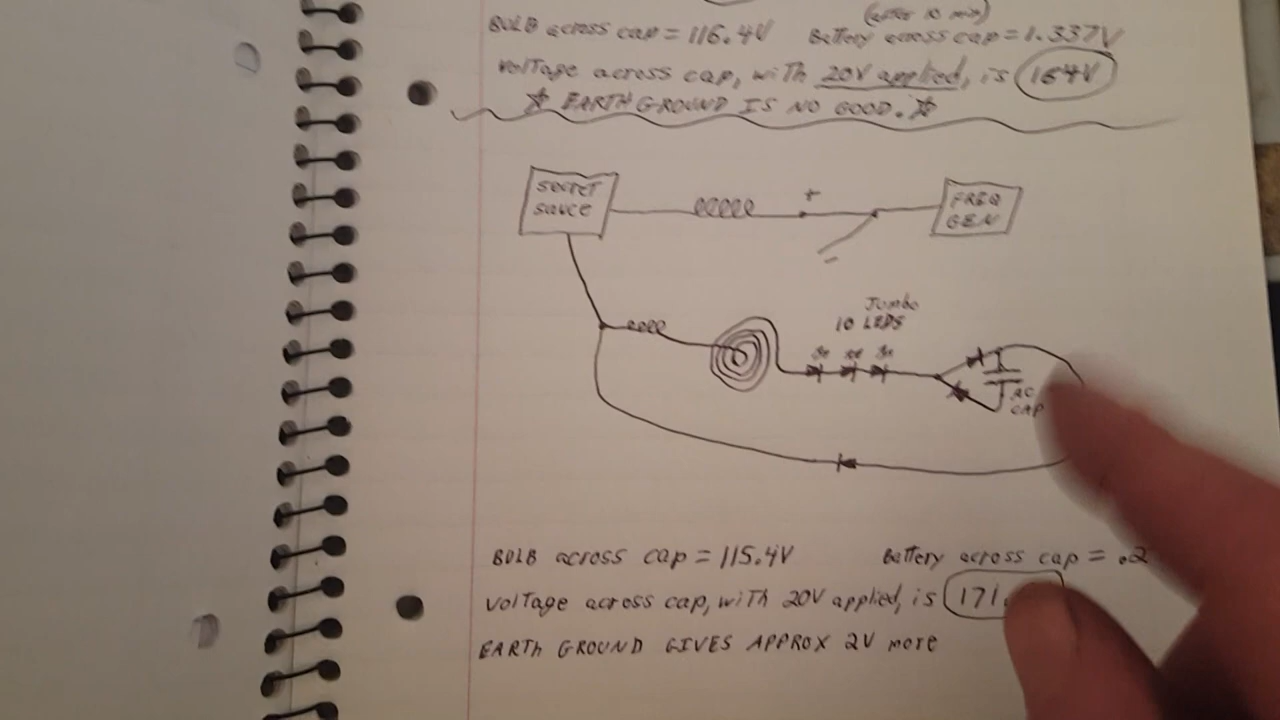 (after 10 min)
BULB across cap = 116.4V Battery across cap = 1.337V
Voltage across cap, with 20V applied, is 164V
☆ EARTH GROUND IS NO GOOD. ☆
SECRET SAUCE
+
FREQ GEN
-
Jumbo
10 LEDS
AC CAP
BULB across cap = 115.4V Battery across cap = .2
Voltage across cap, with 20V applied, is 171
EARTH GROUND GIVES APPROX 2V more